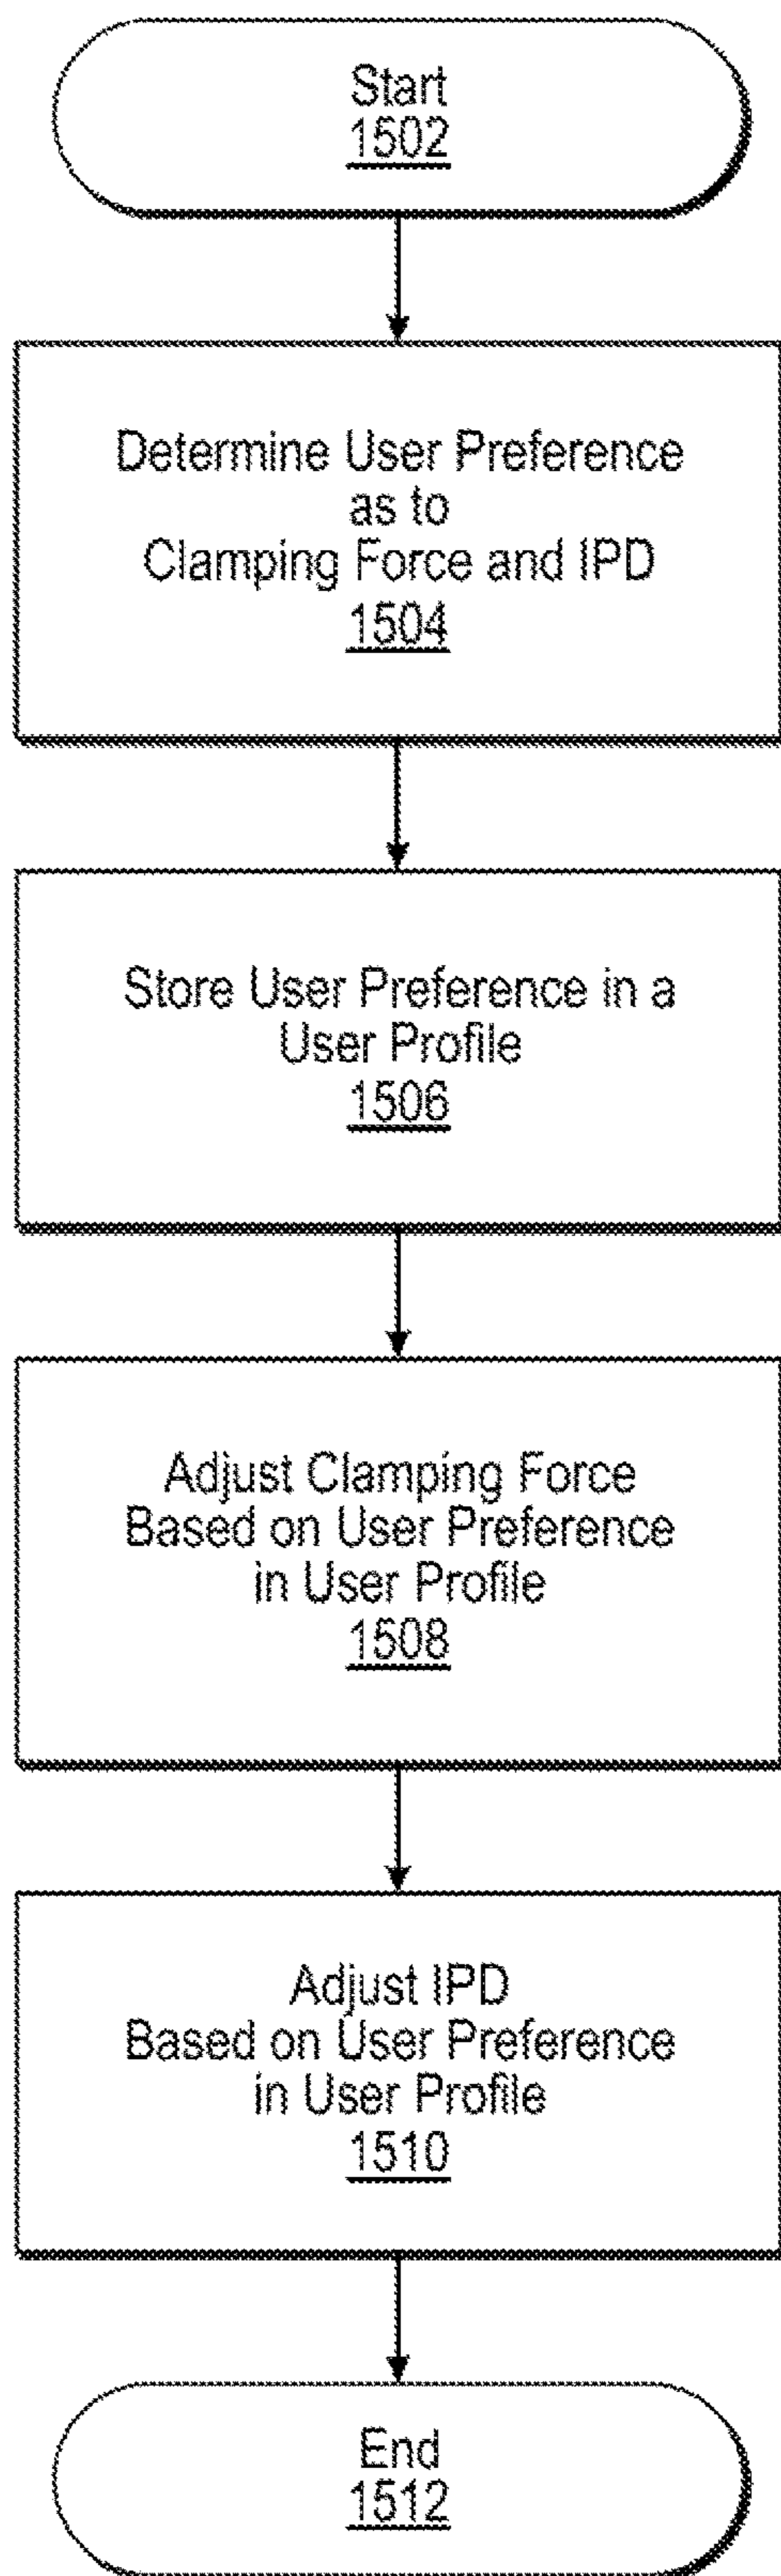 Start
1502
Determine User Preference
as to
Clamping Force and IPD
1504
Store User Preference in a
User Profile
1506
Adjust Clamping Force
Based on User Preference
in User Profile
1508
Adjust IPD
Based on User Preference
in User Profile
1510
End
1512